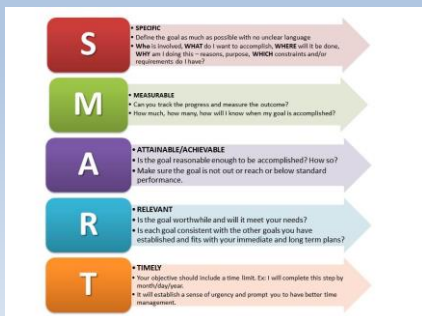 S
• SPECIFIC
• Define the goal as much as possible with no unclear language
• Who is involved, WHAT do I want to accomplish, WHERE will it be done,
WHY am I doing this – reasons, purpose, WHICH constraints and/or
requirements do I have?
M
• MEASURABLE
• Can you track the progress and measure the outcome?
• How much, how many, how will I know when my goal is accomplished?
A
• ATTAINABLE/ACHIEVABLE
• Is the goal reasonable enough to be accomplished? How so?
• Make sure the goal is not out or reach or below standard
performance.
R
• RELEVANT
• Is the goal worthwhile and will it meet your needs?
• Is each goal consistent with the other goals you have
established and fits with your immediate and long term plans?
T
• TIMELY
• Your objective should include a time limit. Ex: I will complete this step by
month/day/year.
• It will establish a sense of urgency and prompt you to have better time
management.